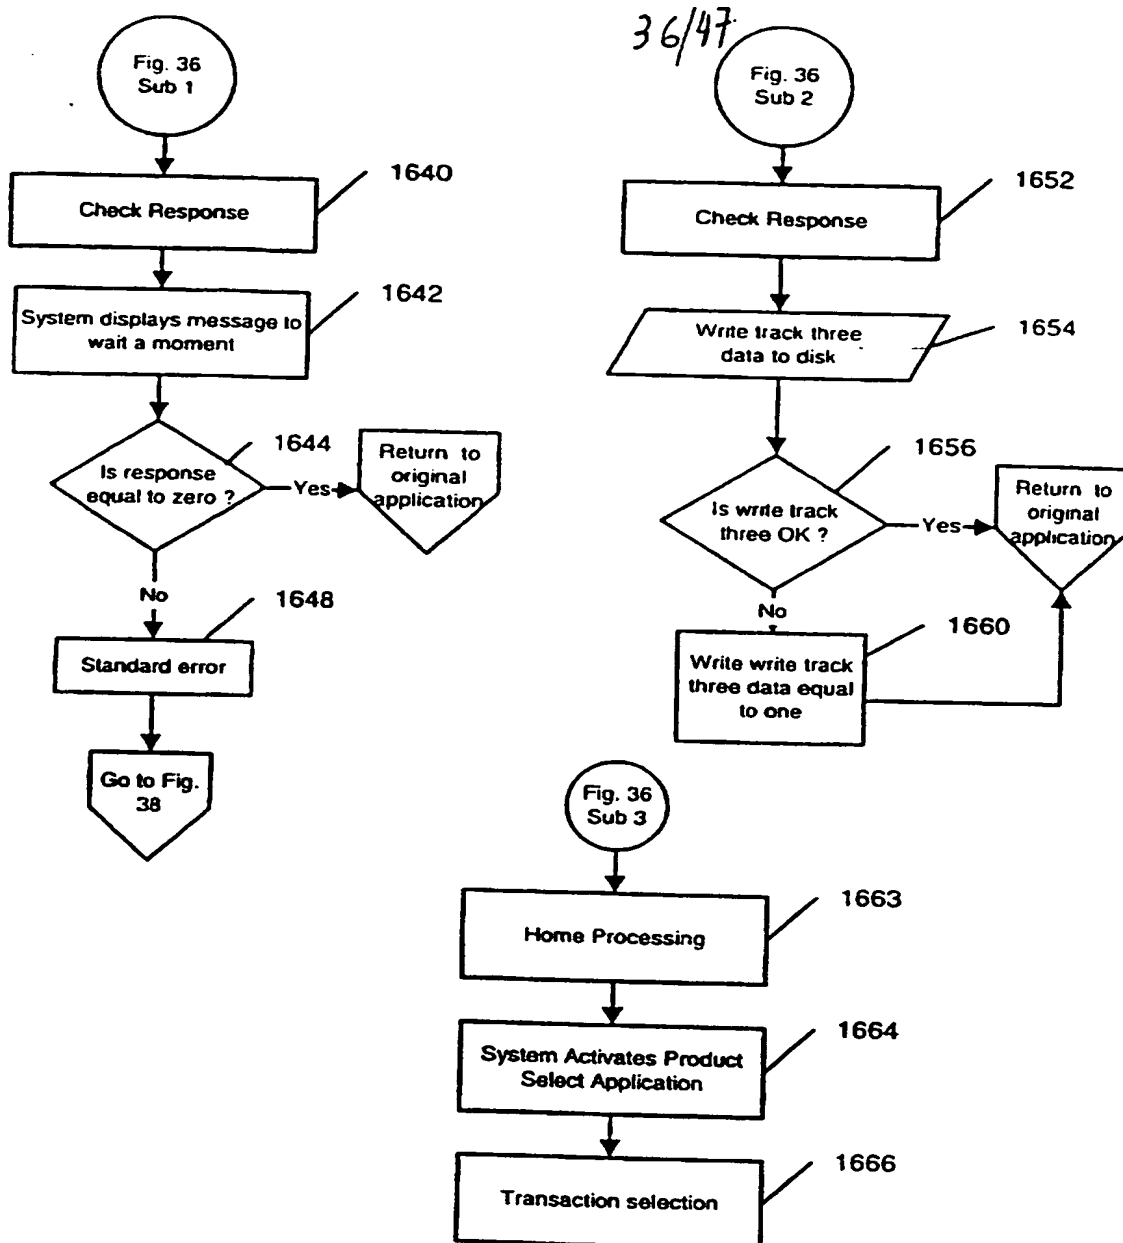 36/47
Fig. 36
Sub 1
1640
Check Response
1642
System displays message to
wait a moment
1644
Is response
equal to zero ?
Yes
Return to
original
application
No
1648
Standard error
Go to Fig.
38
Fig. 36
Sub 2
1652
Check Response
1654
Write track three
data to disk
1656
Is write track
three OK ?
Yes
Return to
original
application
No
1660
Write write track
three data equal
to one
Fig. 36
Sub 3
1663
Home Processing
1664
System Activates Product
Select Application
1666
Transaction selection